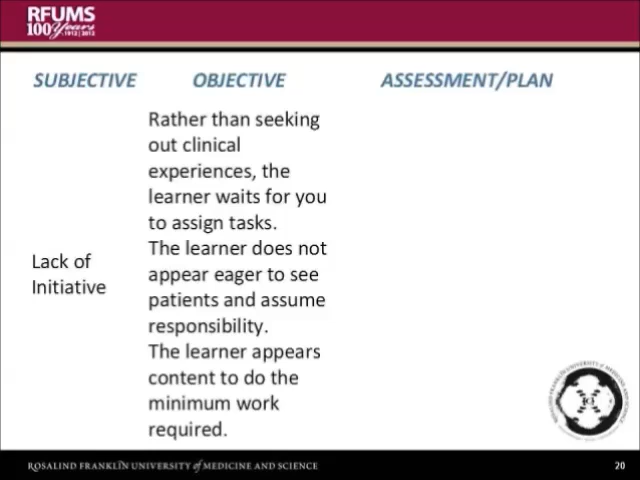 RFUMS
100 Years
1912 | 2012
SUBJECTIVE OBJECTIVE ASSESSMENT/PLAN
Lack of
Initiative
Rather than seeking
out clinical
experiences, the
learner waits for you
to assign tasks.
The learner does not
appear eager to see
patients and assume
responsibility.
The learner appears
content to do the
minimum work
required.
ROSALIND FRANKLIN UNIVERSITY of MEDICINE AND SCIENCE
20